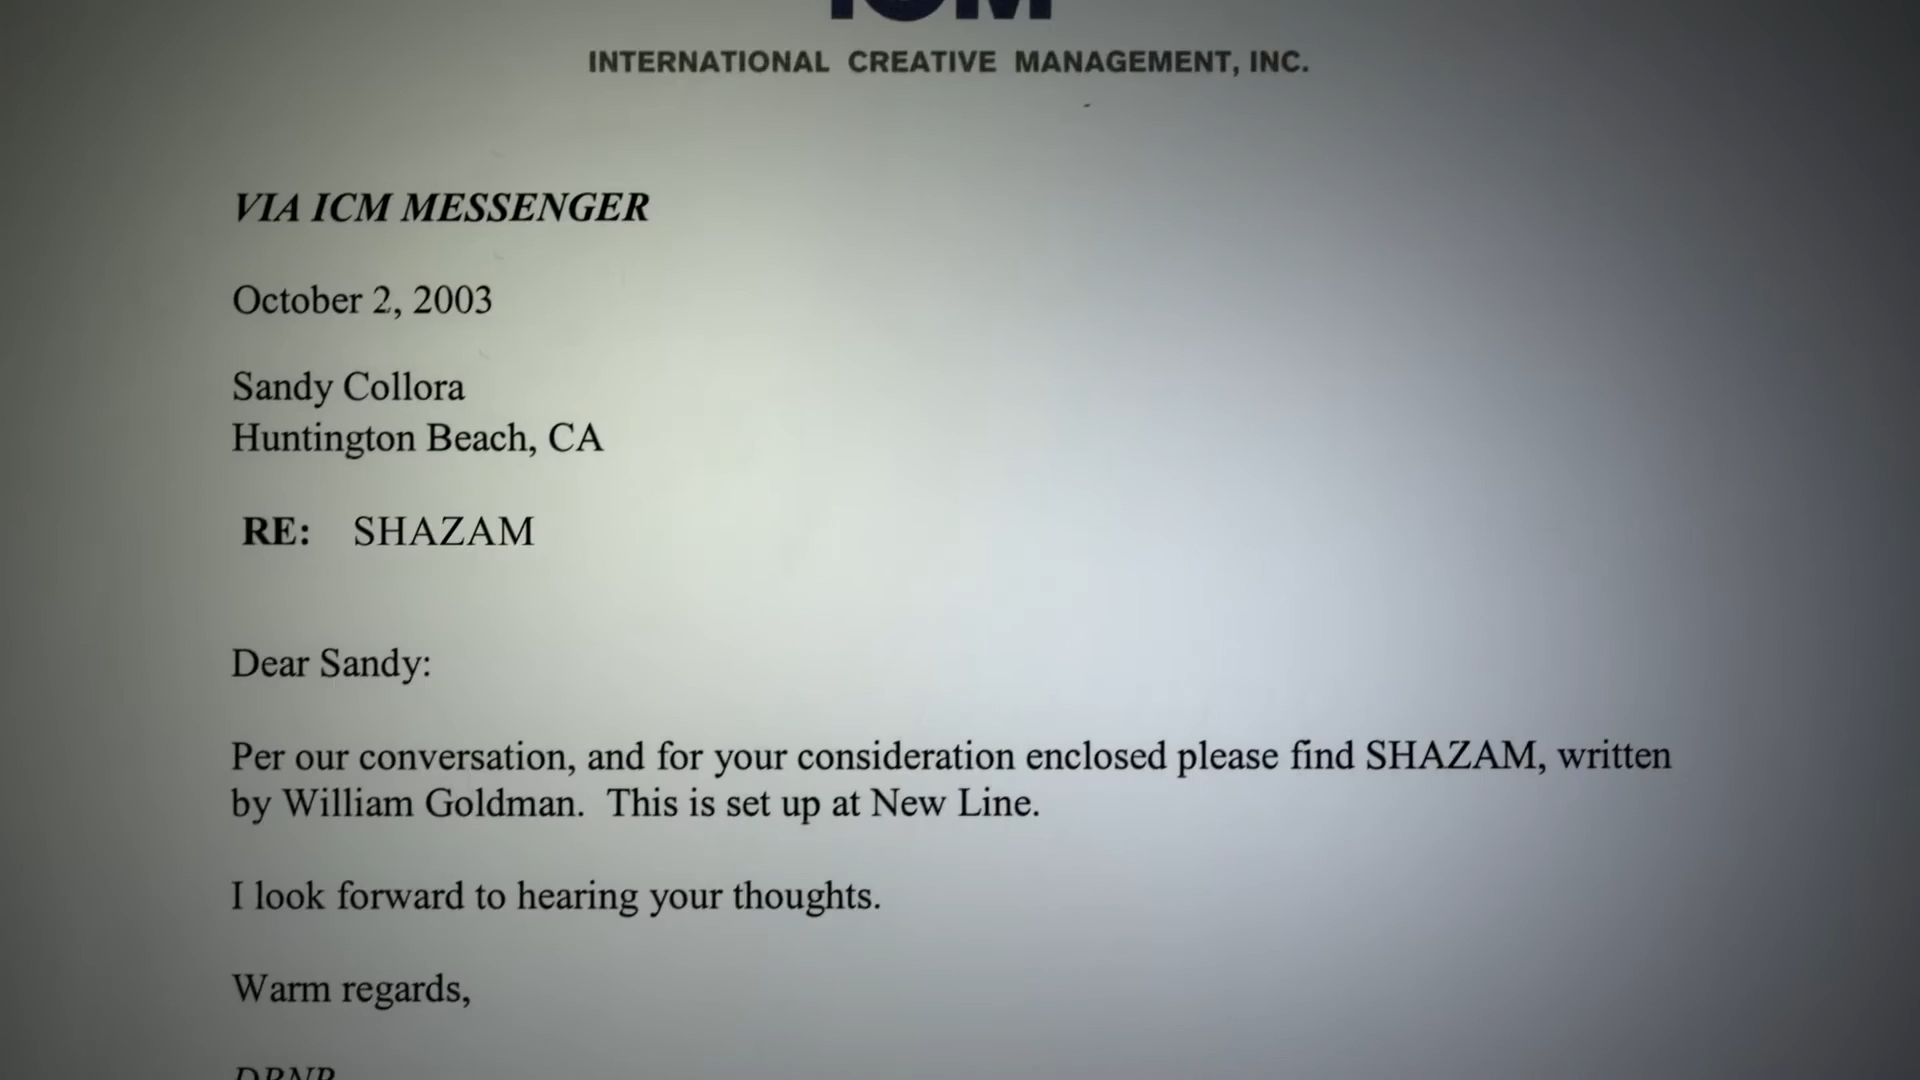 ICM
INTERNATIONAL CREATIVE MANAGEMENT, INC.
VIA ICM MESSENGER
October 2, 2003
Sandy Collora
Huntington Beach, CA
RE: SHAZAM
Dear Sandy:
Per our conversation, and for your consideration enclosed please find SHAZAM, written
by William Goldman. This is set up at New Line.
I look forward to hearing your thoughts.
Warm regards,